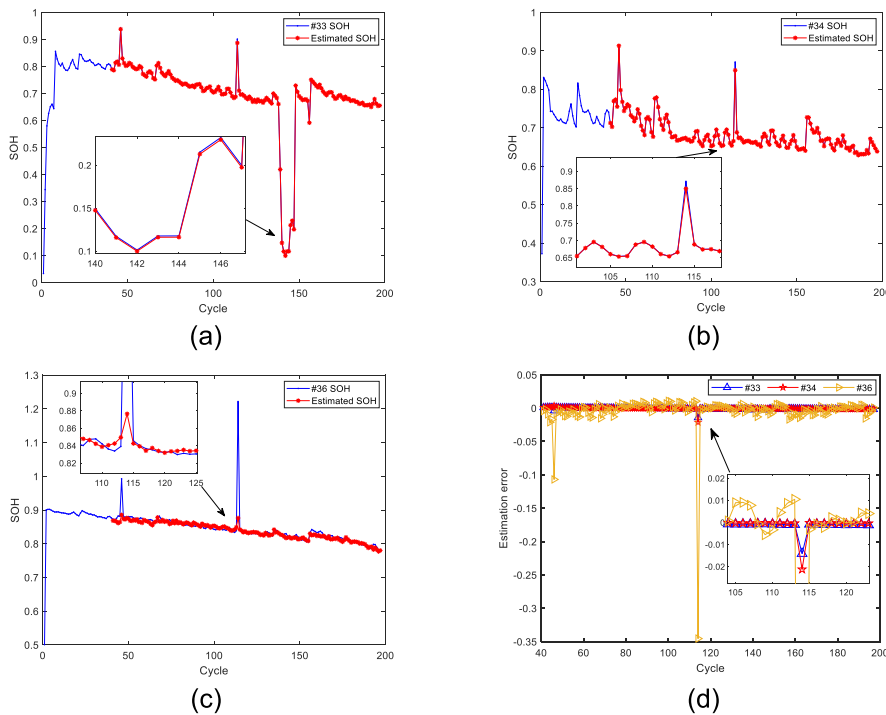 1
0.9
0.8
0.7
0.6
0.5
0.4
0.3
0.2
0.1
0
SOH
#33 SOH
Estimated SOH
0.2
0.15
0.1
140 142 144 146
0 50 100 150 200
Cycle
(a)
1
0.9
0.8
0.7
0.6
0.5
0.4
0.3
SOH
#34 SOH
Estimated SOH
0.9
0.85
0.8
0.75
0.7
0.65
105 110 115
0 50 100 150 200
Cycle
(b)
1.3
1.2
1.1
1
0.9
0.8
0.7
0.6
0.5
SOH
#36 SOH
Estimated SOH
0.9
0.88
0.86
0.84
0.82
110 115 120 125
0 50 100 150 200
Cycle
(c)
0.05
0
-0.05
-0.1
-0.15
-0.2
-0.25
-0.3
-0.35
Estimation error
#33 #34 #36
0.02
0.01
0
-0.01
-0.02
104 110 115 120
40 60 80 100 120 140 160 180 200
Cycle
(d)